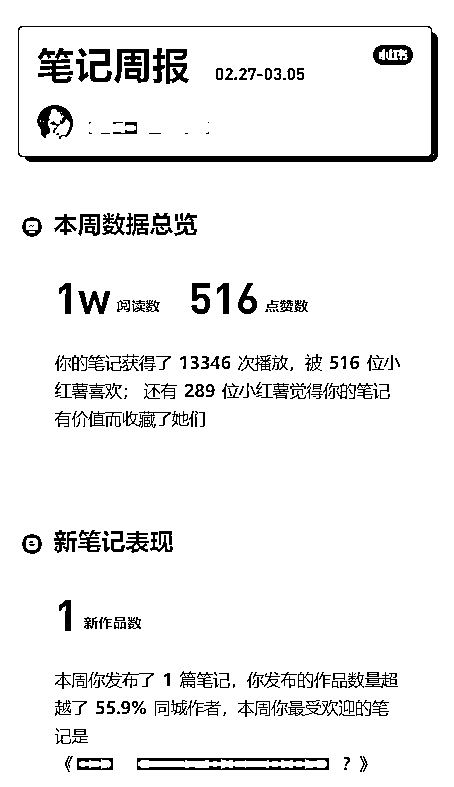 笔记周报 02.27-03.05 小红书
本周数据总览
1w 阅读数 516 点赞数
你的笔记获得了 13346 次播放，被 516 位小
红薯喜欢； 还有 289 位小红薯觉得你的笔记
有价值而收藏了她们
新笔记表现
1 新作品数
本周你发布了 1 篇笔记，你发布的作品数量超
越了 55.9% 同城作者，本周你最受欢迎的笔
记是
《 ？》